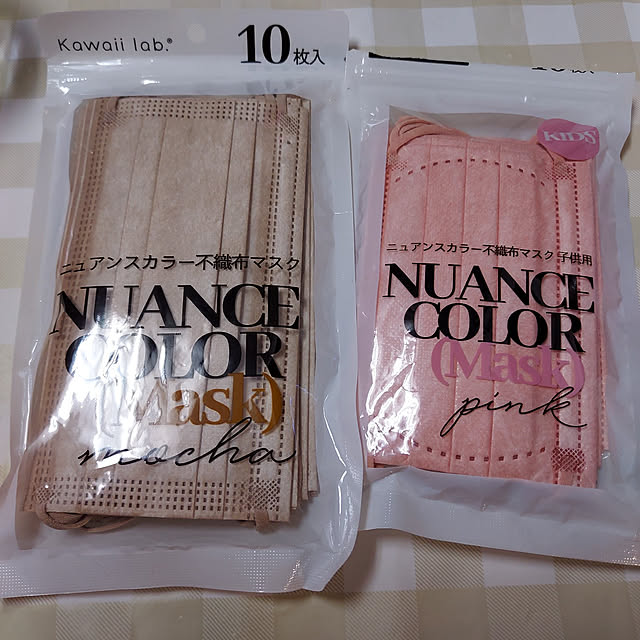 Kawaii lab.®
10枚入
ニュアンスカラー不織布マスク
NUANCE
COLOR
(Mask)
mocha
KIDS
ニュアンスカラー不織布マスク 子供用
NUANCE
COLOR
(Mask)
pink